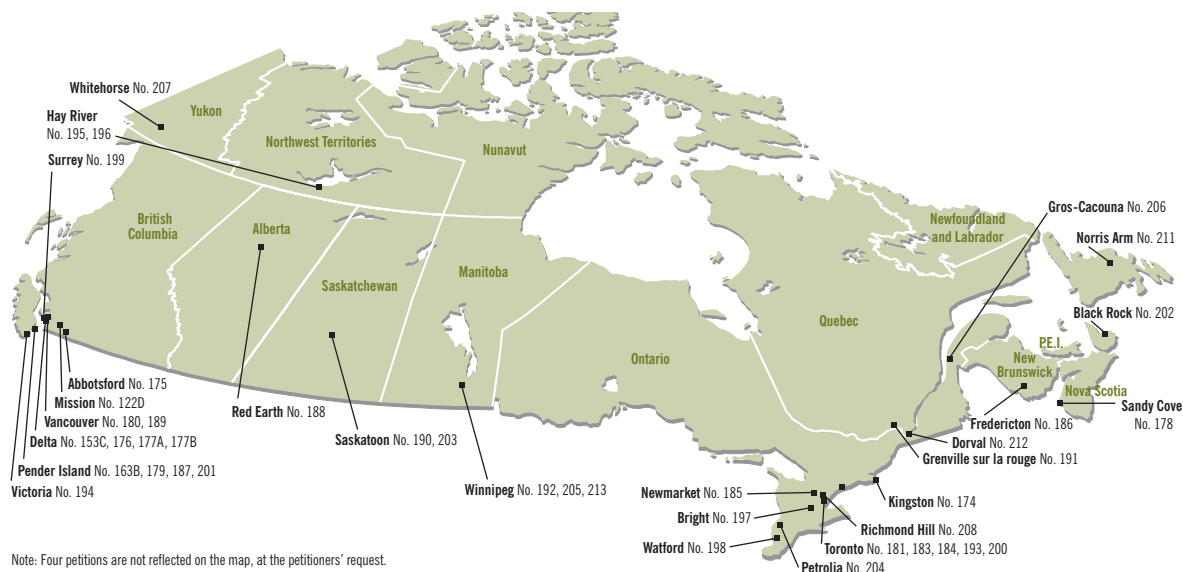 Whitehorse No. 207
Hay River
No. 195, 196
Surrey No. 199
Yukon
Northwest Territories
Nunavut
British
Columbia
Alberta
Saskatchewan
Manitoba
Ontario
Quebec
Newfoundland
and Labrador
P.E.I.
New
Brunswick
Nova Scotia
Gros-Cacouna No. 206
Norris Arm No. 211
Black Rock No. 202
Sandy Cove
No. 178
Fredericton No. 186
Dorval No. 212
Grenville sur la rouge No. 191
Abbotsford No. 175
Mission No. 122D
Vancouver No. 180, 189
Delta No. 153C, 176, 177A, 177B
Pender Island No. 163B, 179, 187, 201
Victoria No. 194
Red Earth No. 188
Saskatoon No. 190, 203
Winnipeg No. 192, 205, 213
Newmarket No. 185
Bright No. 197
Watford No. 198
Kingston No. 174
Richmond Hill No. 208
Toronto No. 181, 183, 184, 193, 200
Petrolia No. 204
Note: Four petitions are not reflected on the map, at the petitioners' request.